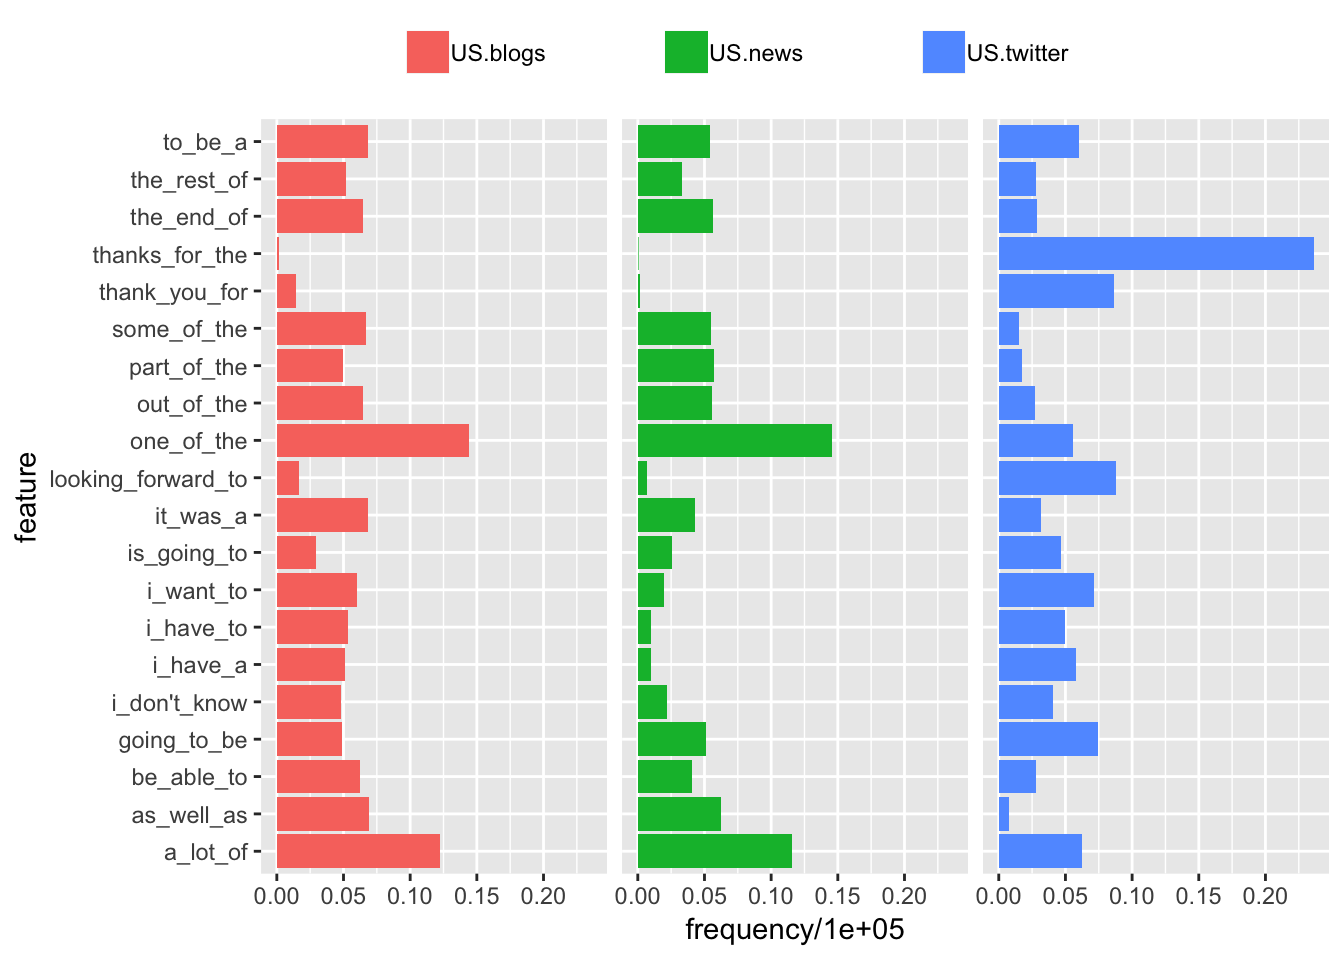 US.blogs US.news US.twitter
to_be_a
the_rest_of
the_end_of
thanks_for_the
thank_you_for
some_of_the
part_of_the
out_of_the
one_of_the
looking_forward_to
it_was_a
is_going_to
i_want_to
i_have_to
i_have_a
i_don't_know
going_to_be
be_able_to
as_well_as
a_lot_of
feature
0.00 0.05 0.10 0.15 0.20 0.00 0.05 0.10 0.15 0.20 0.00 0.05 0.10 0.15 0.20
frequency/1e+05